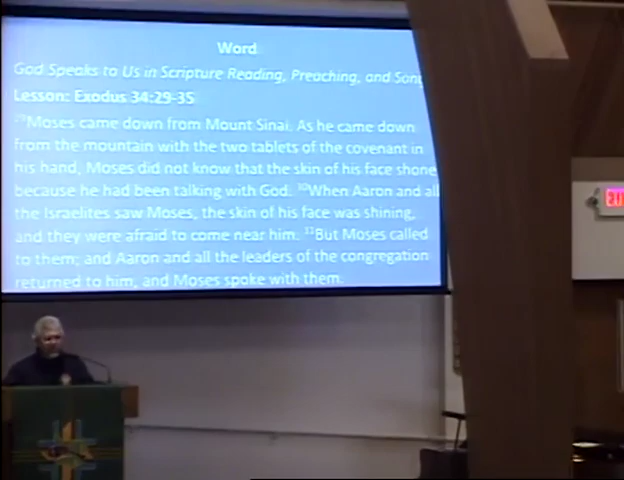 Word
God Speaks to Us in Scripture Reading, Preaching, and Song
Lesson: Exodus 34:29-35
²⁹Moses came down from Mount Sinai. As he came down
from the mountain with the two tablets of the covenant in
his hand, Moses did not know that the skin of his face shone
because he had been talking with God. ³⁰When Aaron and all
the Israelites saw Moses, the skin of his face was shining,
and they were afraid to come near him. ³¹But Moses called
to them; and Aaron and all the leaders of the congregation
returned to him, and Moses spoke with them.